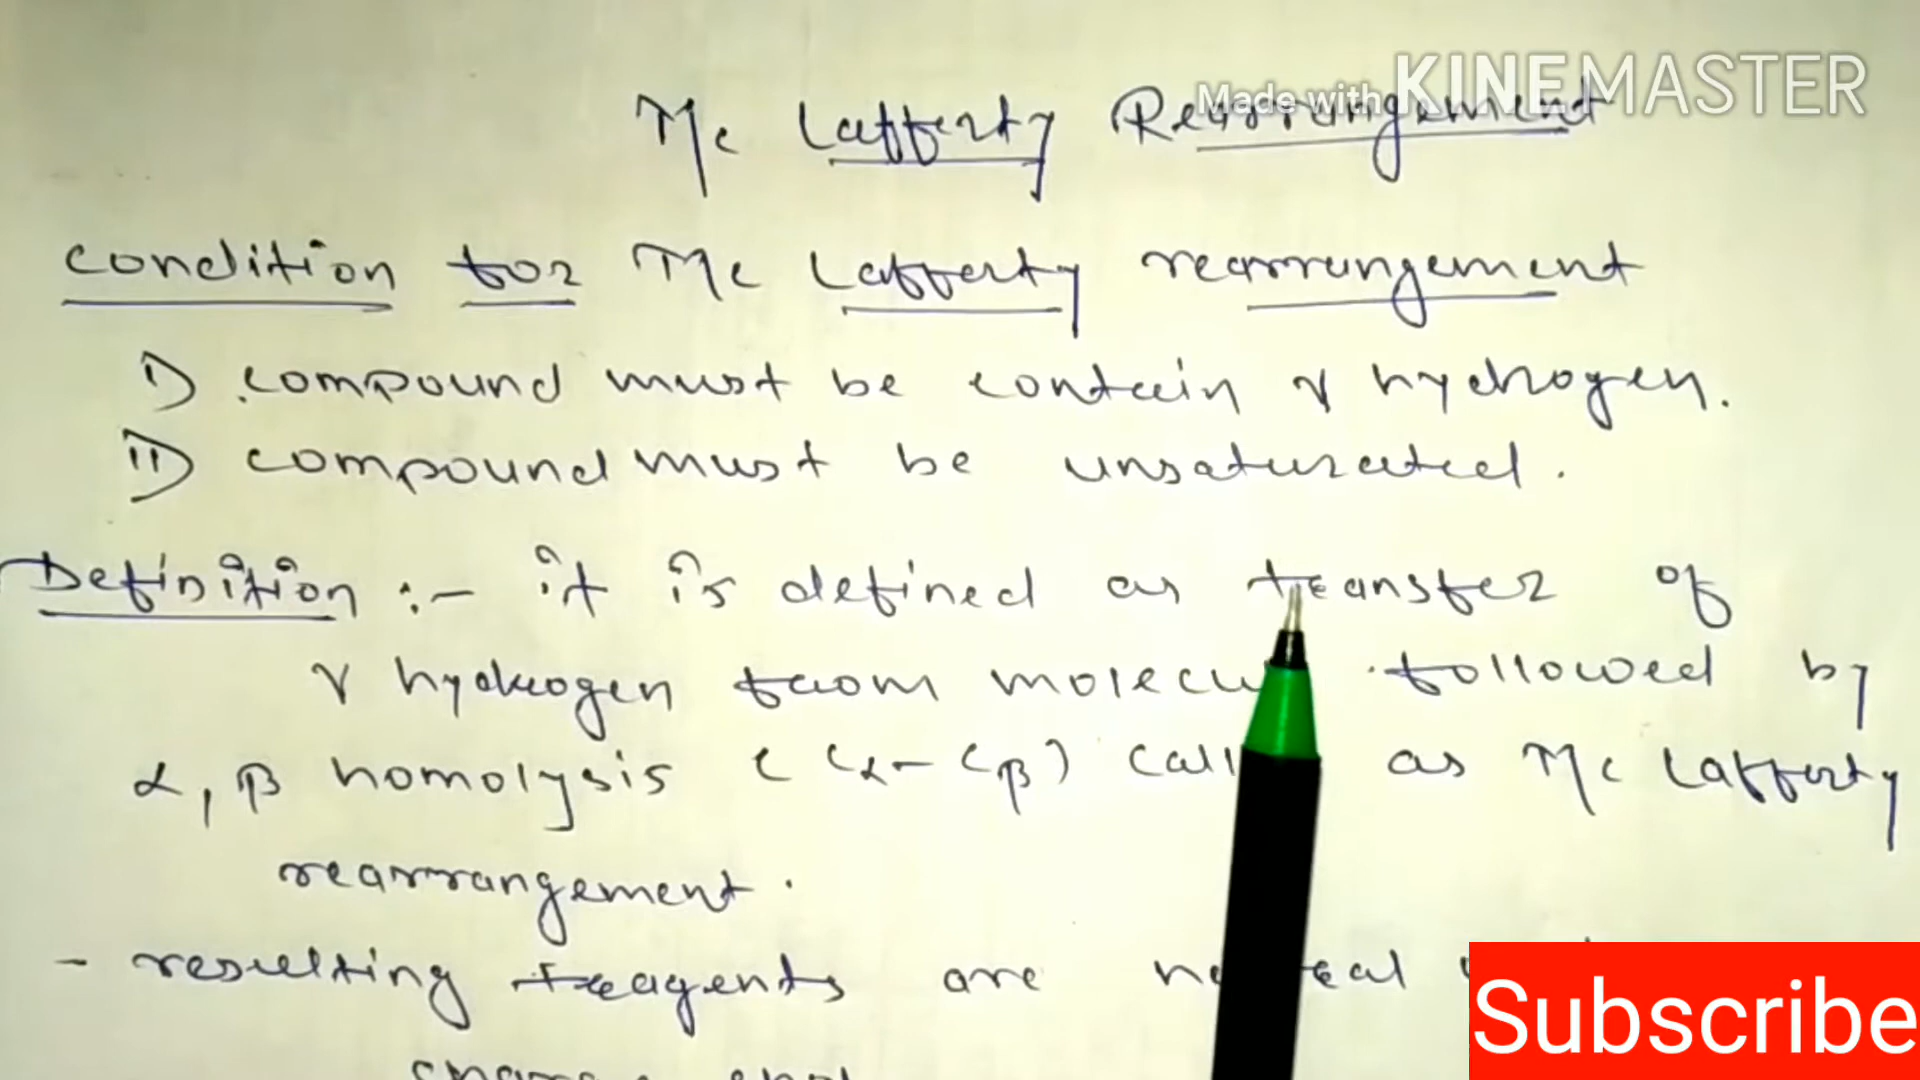 Made with KINEMASTER
Mc Lafferty Rearrangement
condition for Mc Lafferty rearrangement
I) compound must be contain γ hydrogen.
II) compound must be unsaturated.
Definition :- it is defined as transfer of
γ hydrogen from molecu followed by
α, β homolysis (Cα-Cβ) call as Mc Lafferty
rearrangement.
- resulting fragents are
Subscribe